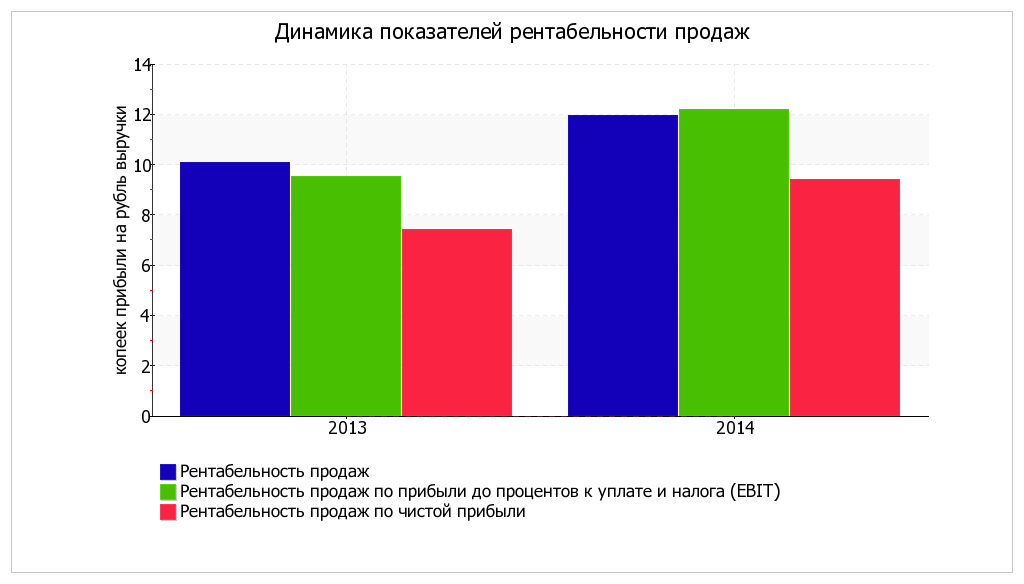 Динамика показателей рентабельности продаж
копеек прибыли на рубль выручки
14
12
10
8
6
4
2
0
2013 2014
Рентабельность продаж
Рентабельность продаж по прибыли до процентов к уплате и налога (EBIT)
Рентабельность продаж по чистой прибыли